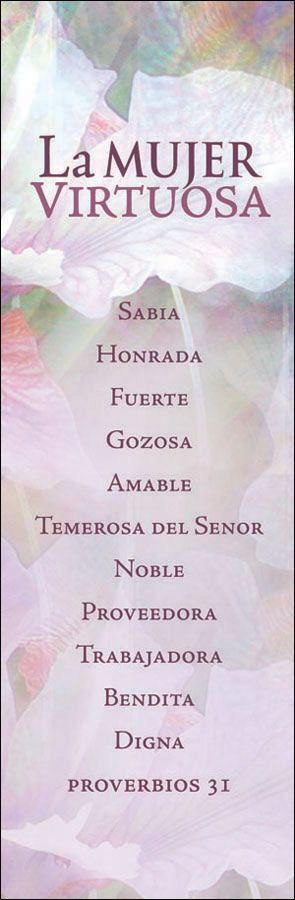 La MUJER
VIRTUOSA
SABIA
HONRADA
FUERTE
GOZOSA
AMABLE
TEMEROSA DEL SENOR
NOBLE
PROVEEDORA
TRABAJADORA
BENDITA
DIGNA
PROVERBIOS 31